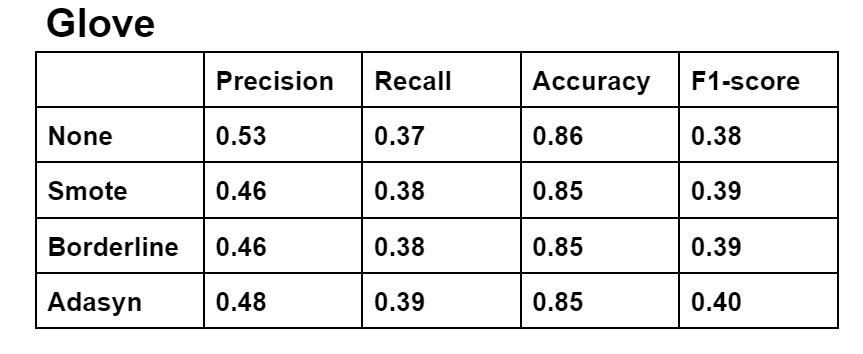 Glove
Precision Recall Accuracy F1-score
None 0.53 0.37 0.86 0.38
Smote 0.46 0.38 0.85 0.39
Borderline 0.46 0.38 0.85 0.39
Adasyn 0.48 0.39 0.85 0.40